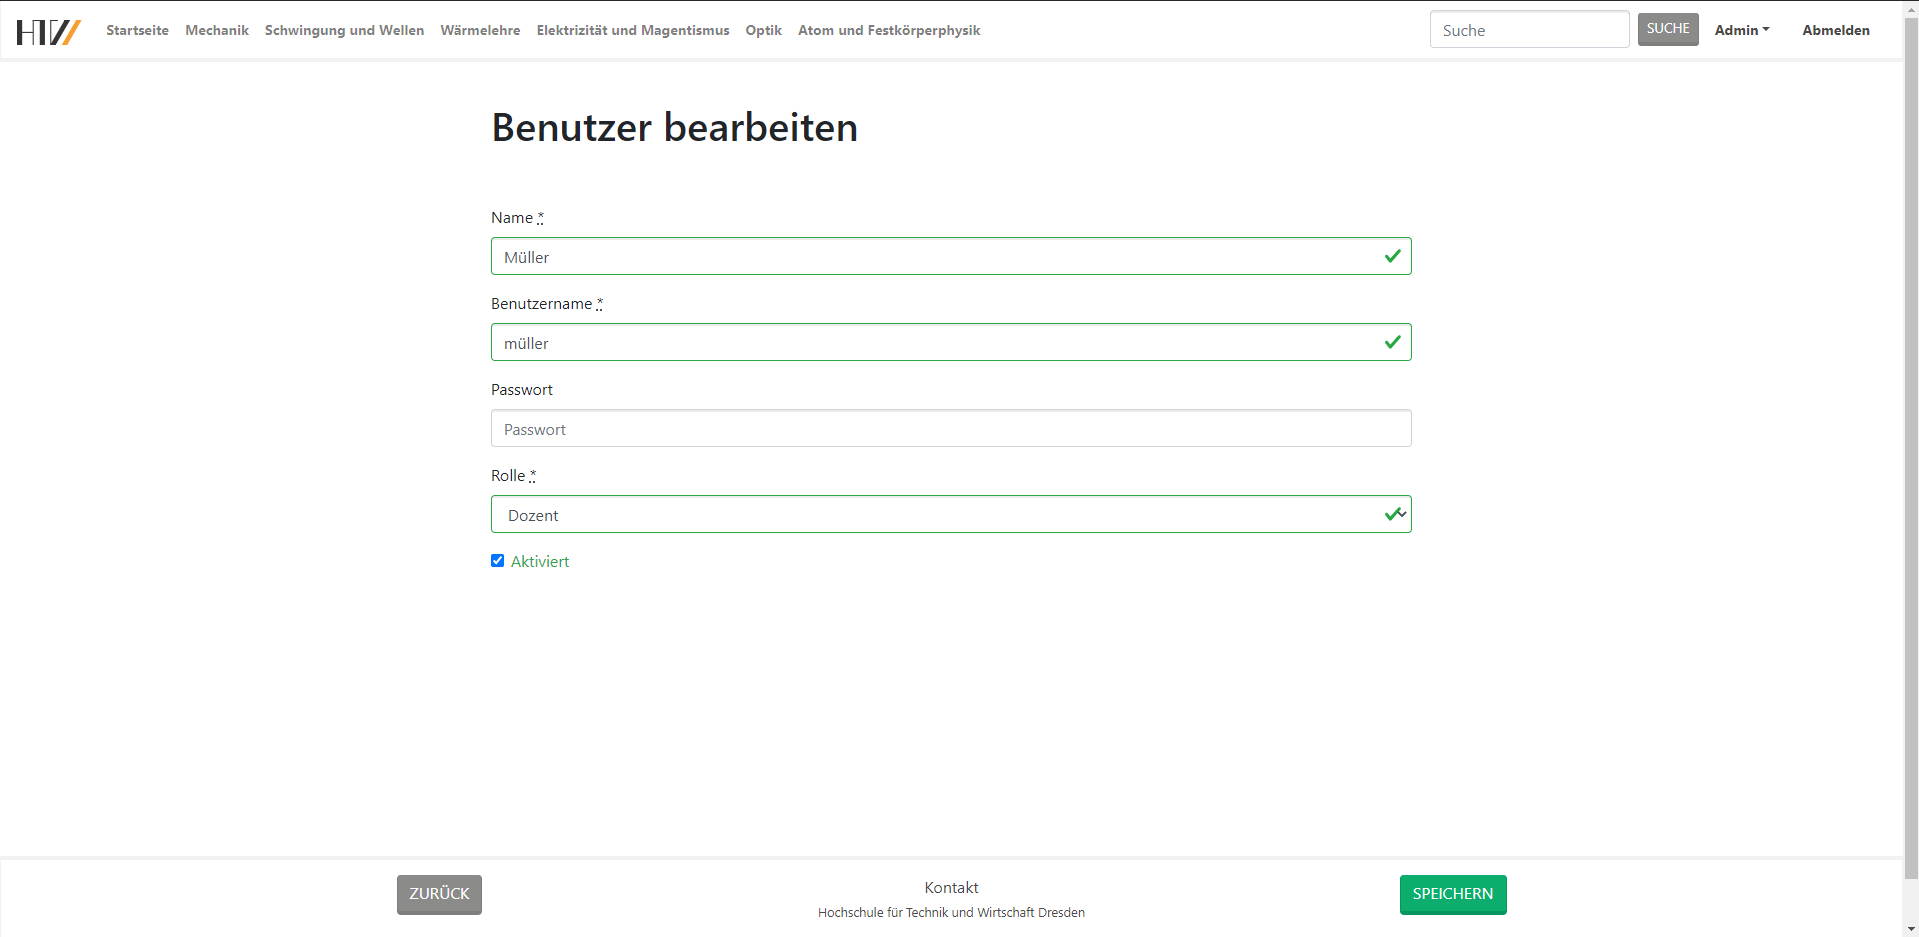 HTW Startseite Mechanik Schwingung und Wellen Wärmelehre Elektrizität und Magentismus Optik Atom und Festkörperphysik Suche SUCHE Admin Abmelden
Benutzer bearbeiten
Name *
Müller
Benutzername *
müller
Passwort
Passwort
Rolle *
Dozent
Aktiviert
ZURÜCK
Kontakt
SPEICHERN
Hochschule für Technik und Wirtschaft Dresden